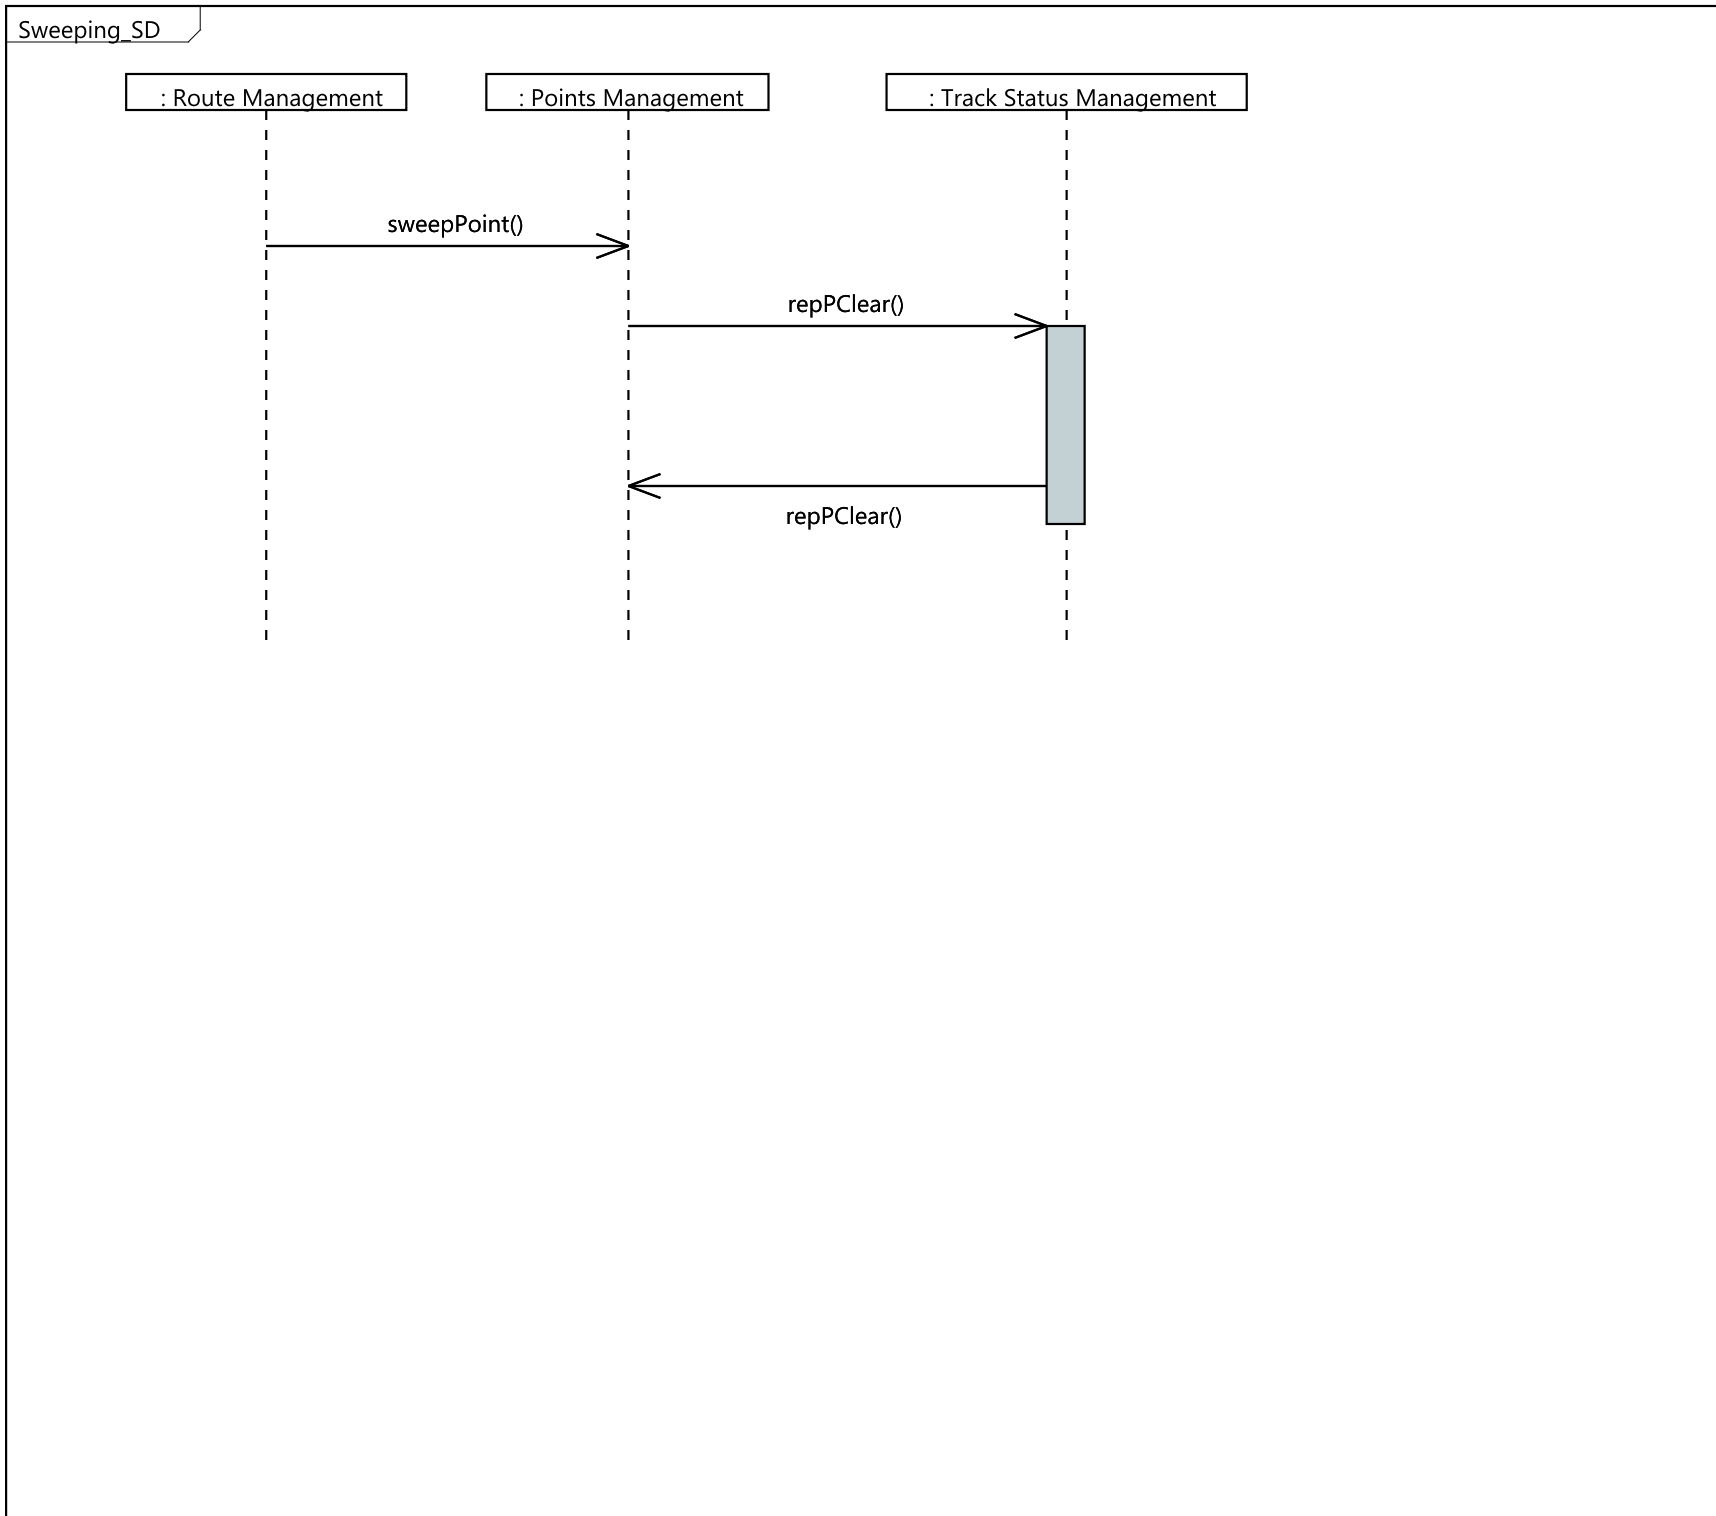 Sweeping_SD
: Route Management
: Points Management
: Track Status Management
sweepPoint()
repPClear()
repPClear()